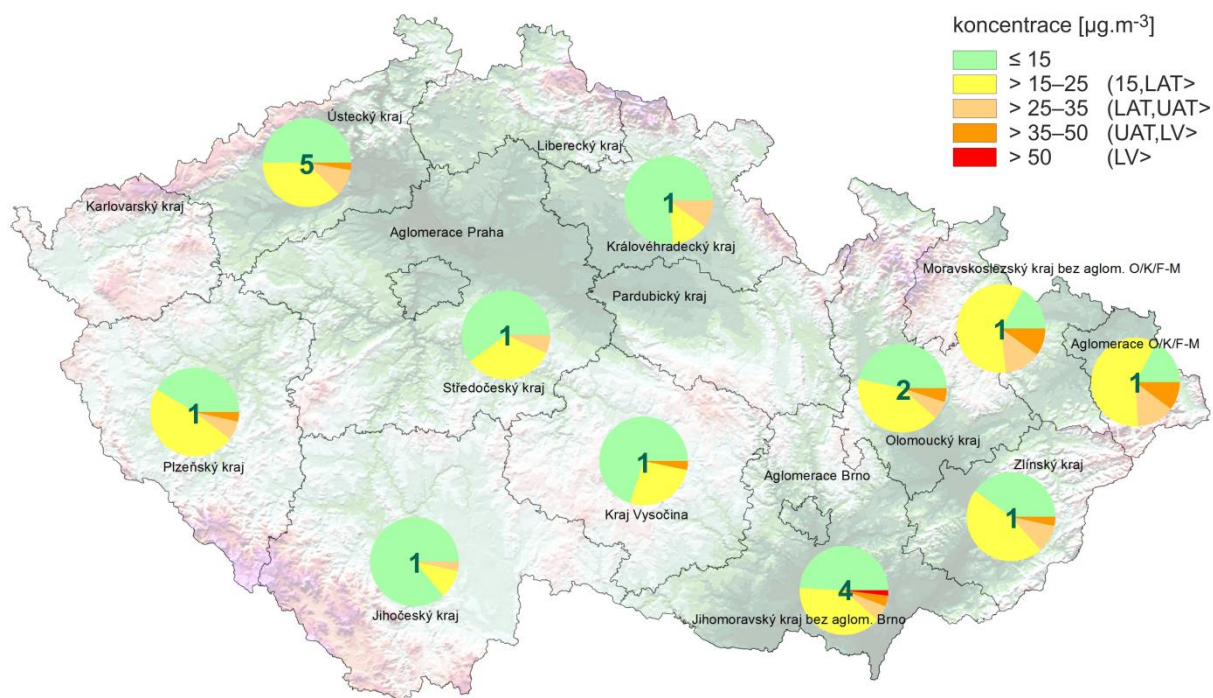 koncentrace [µg.m-3]
≤ 15
> 15–25 (15,LAT>
> 25–35 (LAT,UAT>
> 35–50 (UAT,LV>
> 50 (LV>
Ústecký kraj
5
Liberecký kraj
Karlovarský kraj
1
Královéhradecký kraj
Aglomerace Praha
Moravskoslezský kraj bez aglom. O/K/F-M
Pardubický kraj
1
1
Aglomerace O/K/F-M
Středočeský kraj
1
2
1
Plzeňský kraj
Olomoucký kraj
1
Kraj Vysočina
Aglomerace Brno
Zlínský kraj
1
1
Jihočeský kraj
4
Jihomoravský kraj bez aglom. Brno